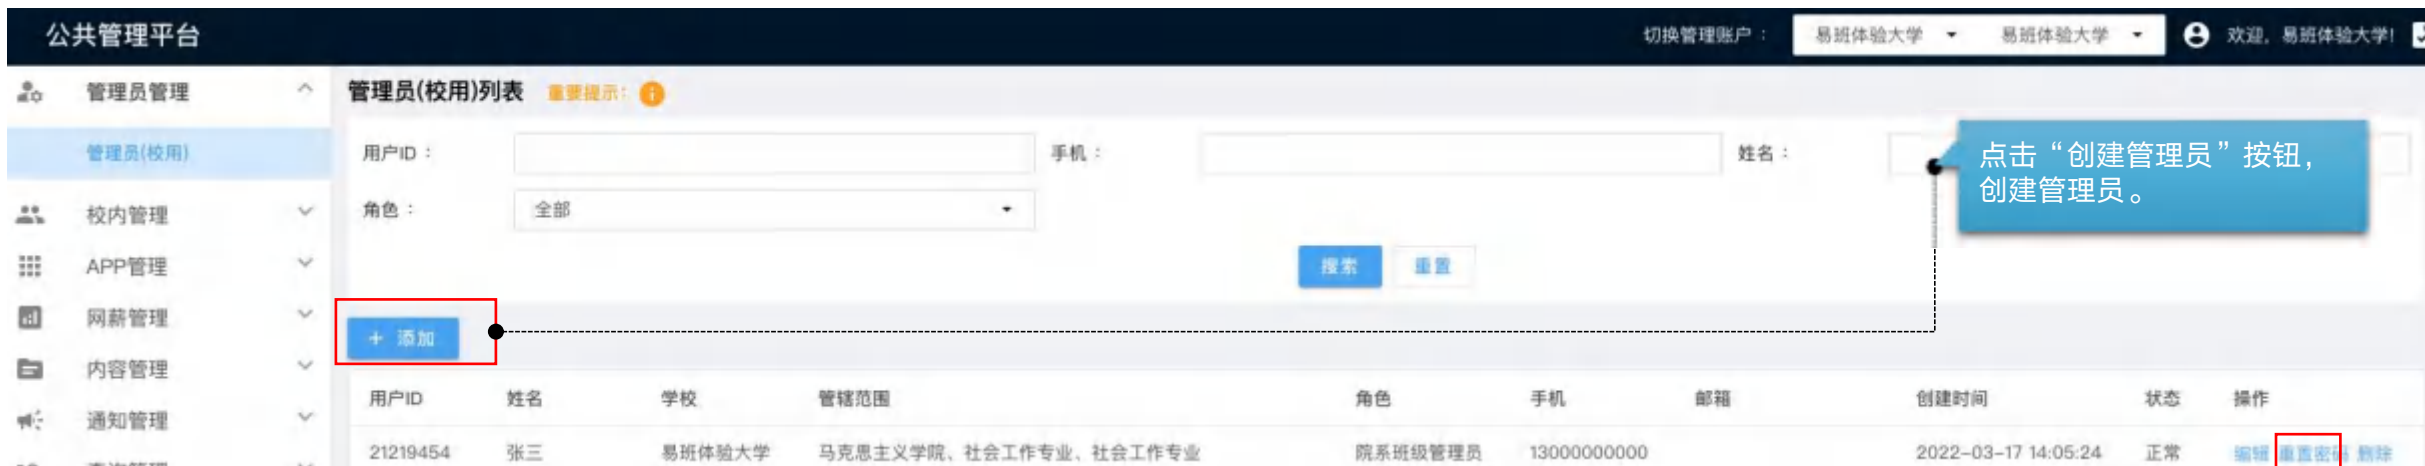 公共管理平台
切换管理账户： 易班体验大学 易班体验大学 欢迎，易班体验大学!
管理员管理
管理员(校用)
校内管理
APP管理
网薪管理
内容管理
通知管理
管理员(校用)列表 重要提示:
用户ID： 手机： 姓名：
点击“创建管理员”按钮，
创建管理员。
角色： 全部
搜索 重置
+ 添加
用户ID 姓名 学校 管辖范围 角色 手机 邮箱 创建时间 状态 操作
21219454 张三 易班体验大学 马克思主义学院、社会工作专业、社会工作专业 院系班级管理员 13000000000 2022-03-17 14:05:24 正常 编辑 重置密码 删除